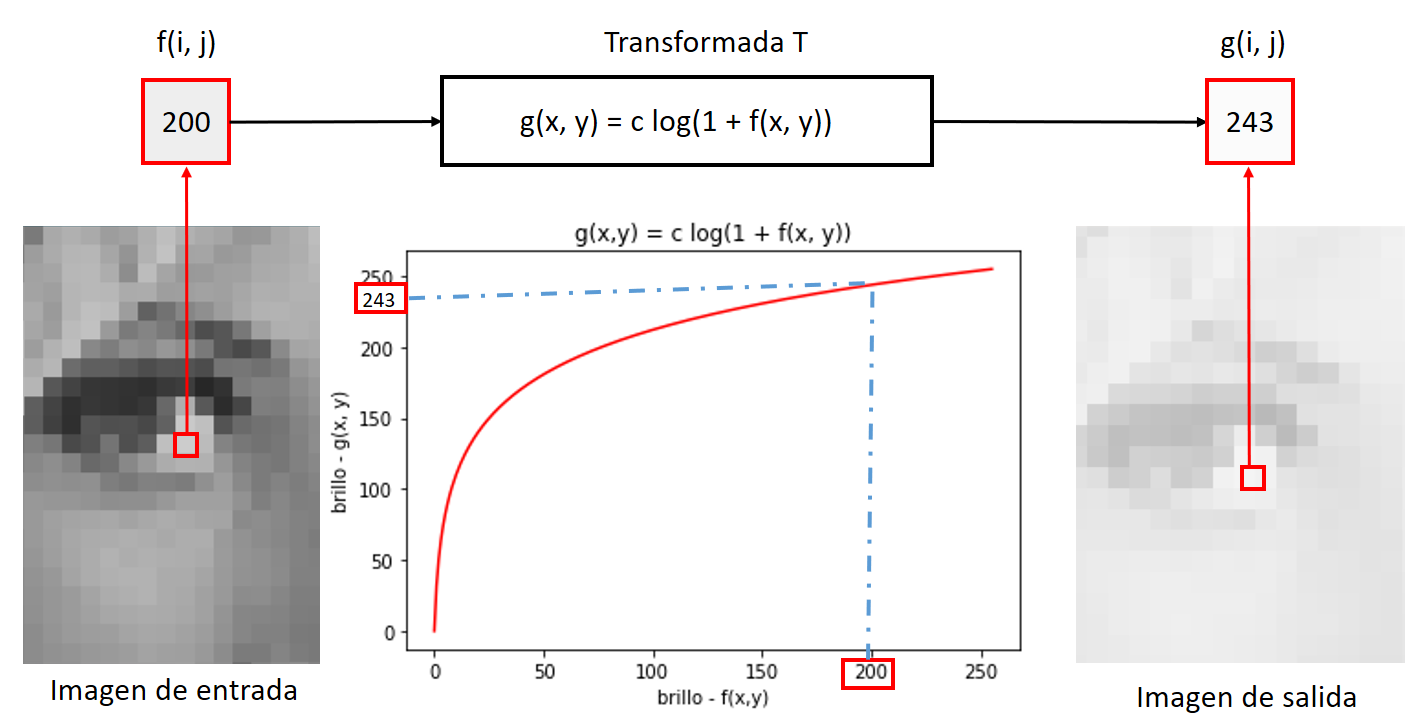 f(i, j)
Transformada T
g(i, j)
200
g(x, y) = c log(1 + f(x, y))
243
g(x,y) = c log(1 + f(x, y))
250
243
200
150
100
50
0
brillo - g(x, y)
0 50 100 150 200 250
brillo - f(x,y)
Imagen de entrada
Imagen de salida